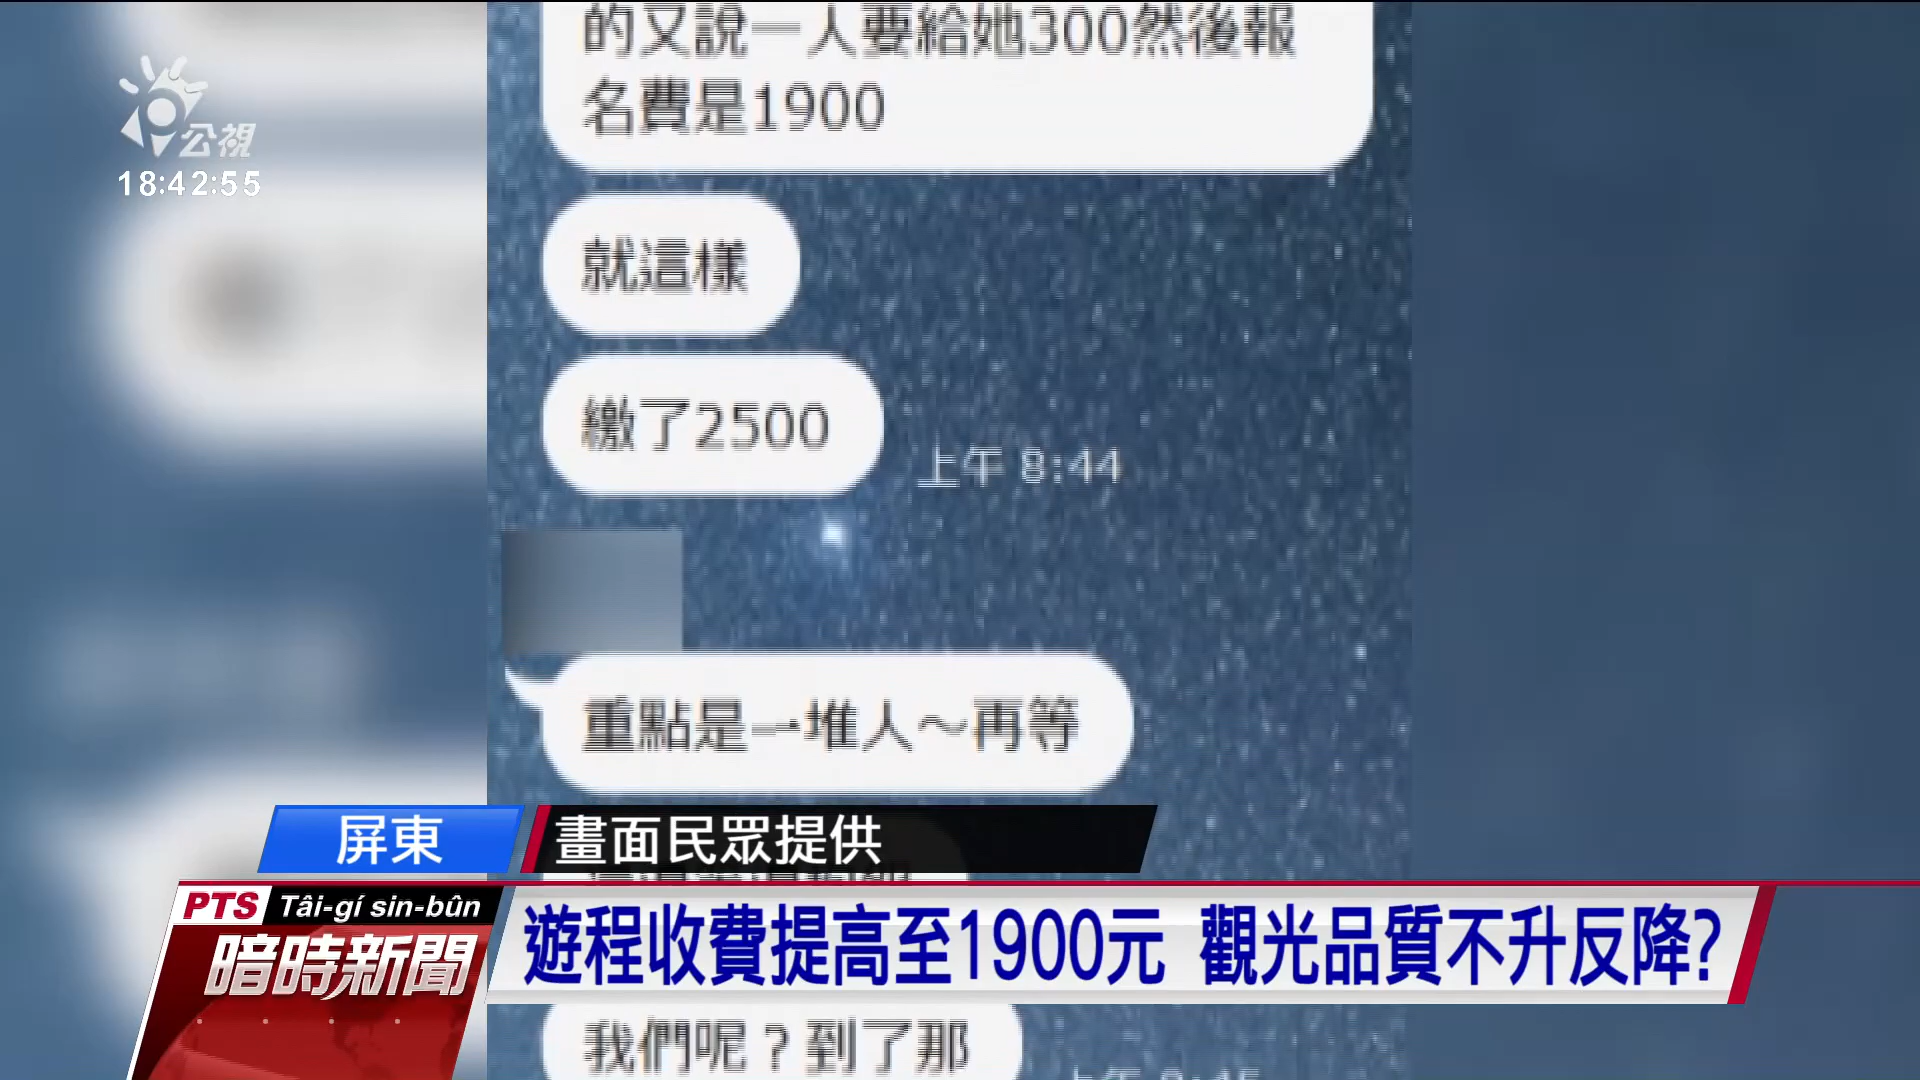 的又說一人要給她300然後報
名費是1900
公視
18:42:55
就這樣
繳了2500
上午 8:44
重點是一堆人～再等
屏東
畫面民眾提供
PTS Tâi-gí sin-bûn
暗時新聞
遊程收費提高至1900元 觀光品質不升反降?
我們呢？到了那